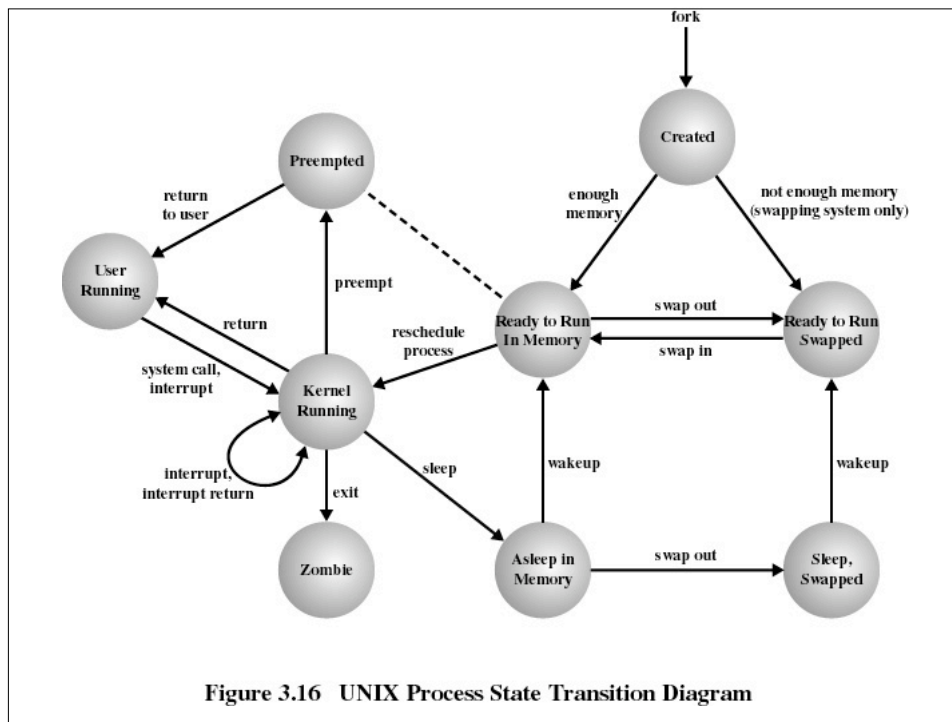 fork
Created
Preempted
enough
memory
not enough memory
(swapping system only)
return
to user
User
Running
preempt
return
Ready to Run
In Memory
swap out
swap in
Ready to Run
Swapped
reschedule
process
system call,
interrupt
Kernel
Running
interrupt,
interrupt return
sleep
wakeup
wakeup
exit
Zombie
Asleep in
Memory
swap out
Sleep,
Swapped
Figure 3.16 UNIX Process State Transition Diagram